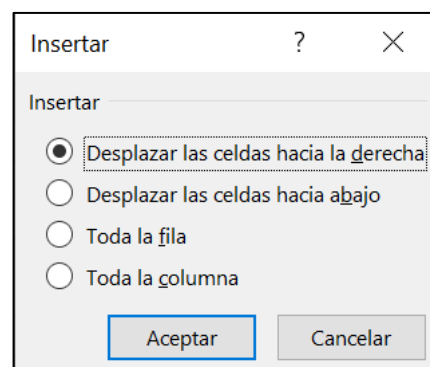 Insertar ?
Insertar
Desplazar las celdas hacia la derecha
Desplazar las celdas hacia abajo
Toda la fila
Toda la columna
Aceptar Cancelar